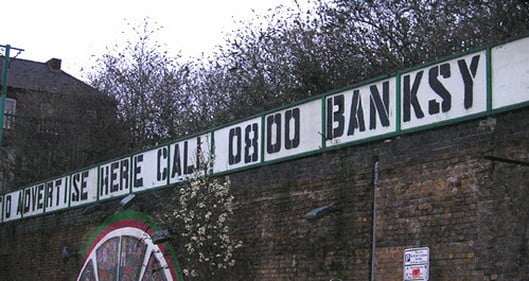 TO ADVERTISE HERE CALL 0800 BANKSY